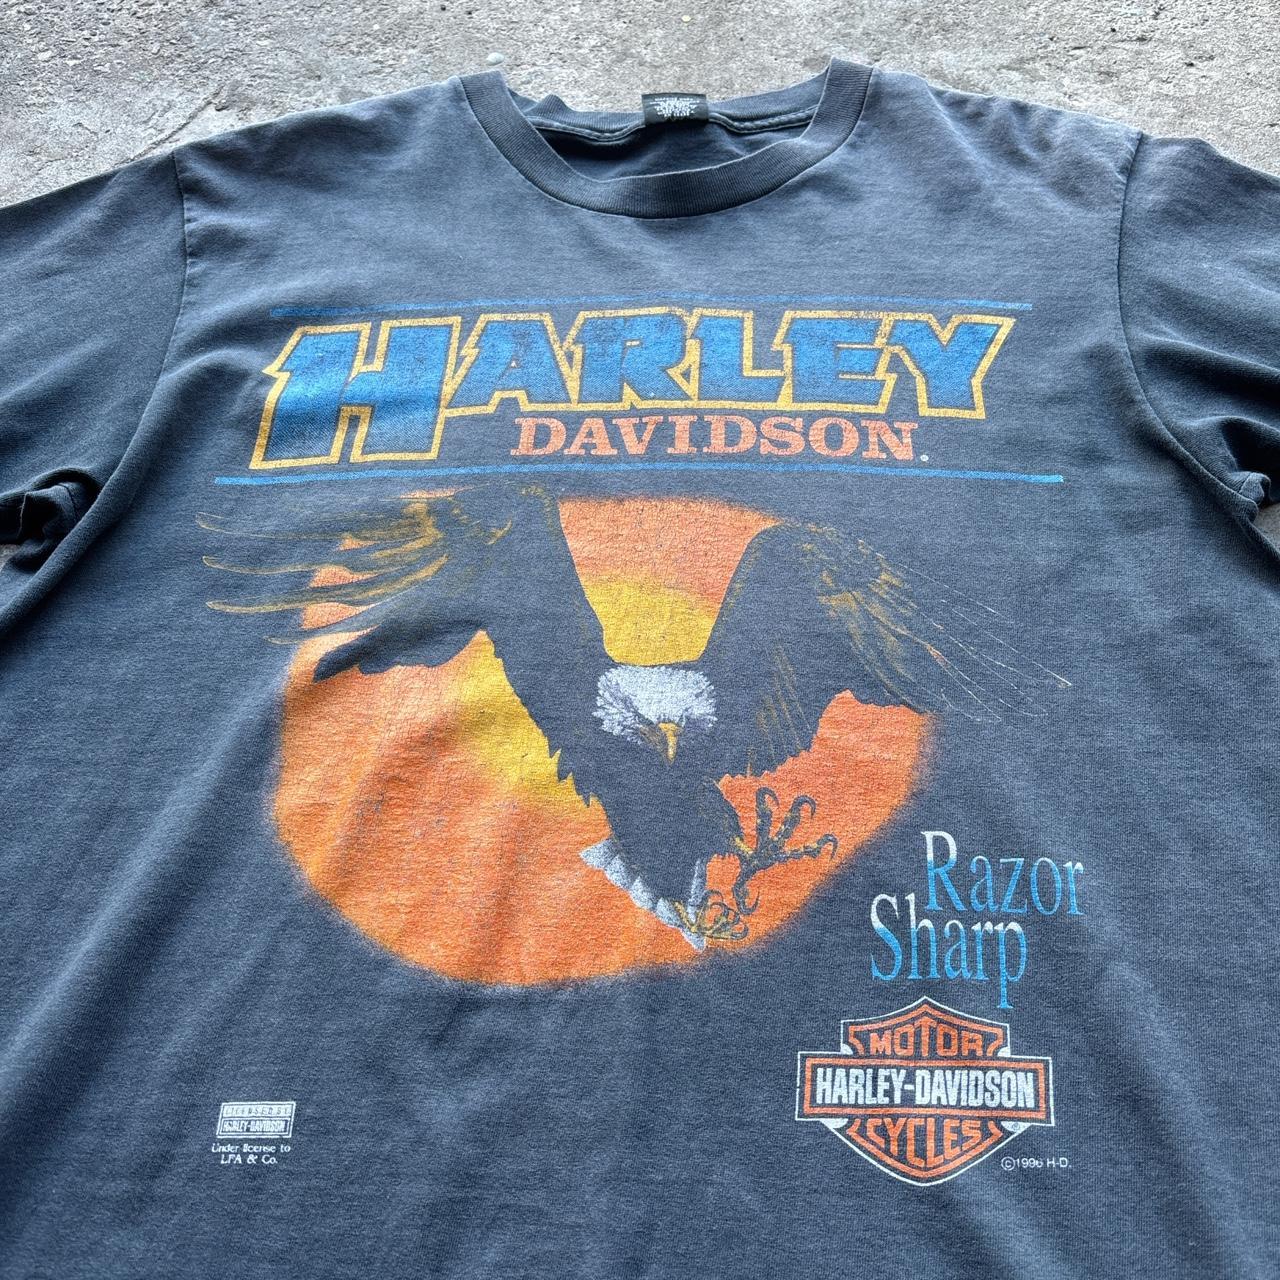 HARLEY
DAVIDSON.
Razor
Sharp
MOTOR
HARLEY-DAVIDSON
CYCLES
®
©1996 H-D.
LICENSED BY
HARLEY-DAVIDSON
Under license to
LFA & Co.